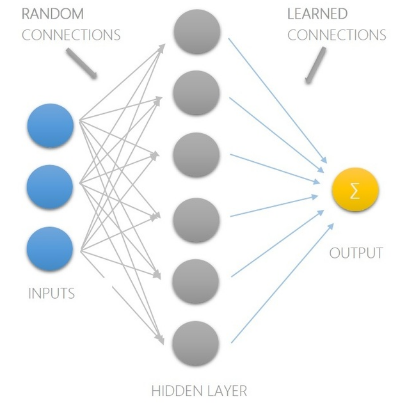 RANDOM
CONNECTIONS
LEARNED
CONNECTIONS
Σ
OUTPUT
INPUTS
HIDDEN LAYER